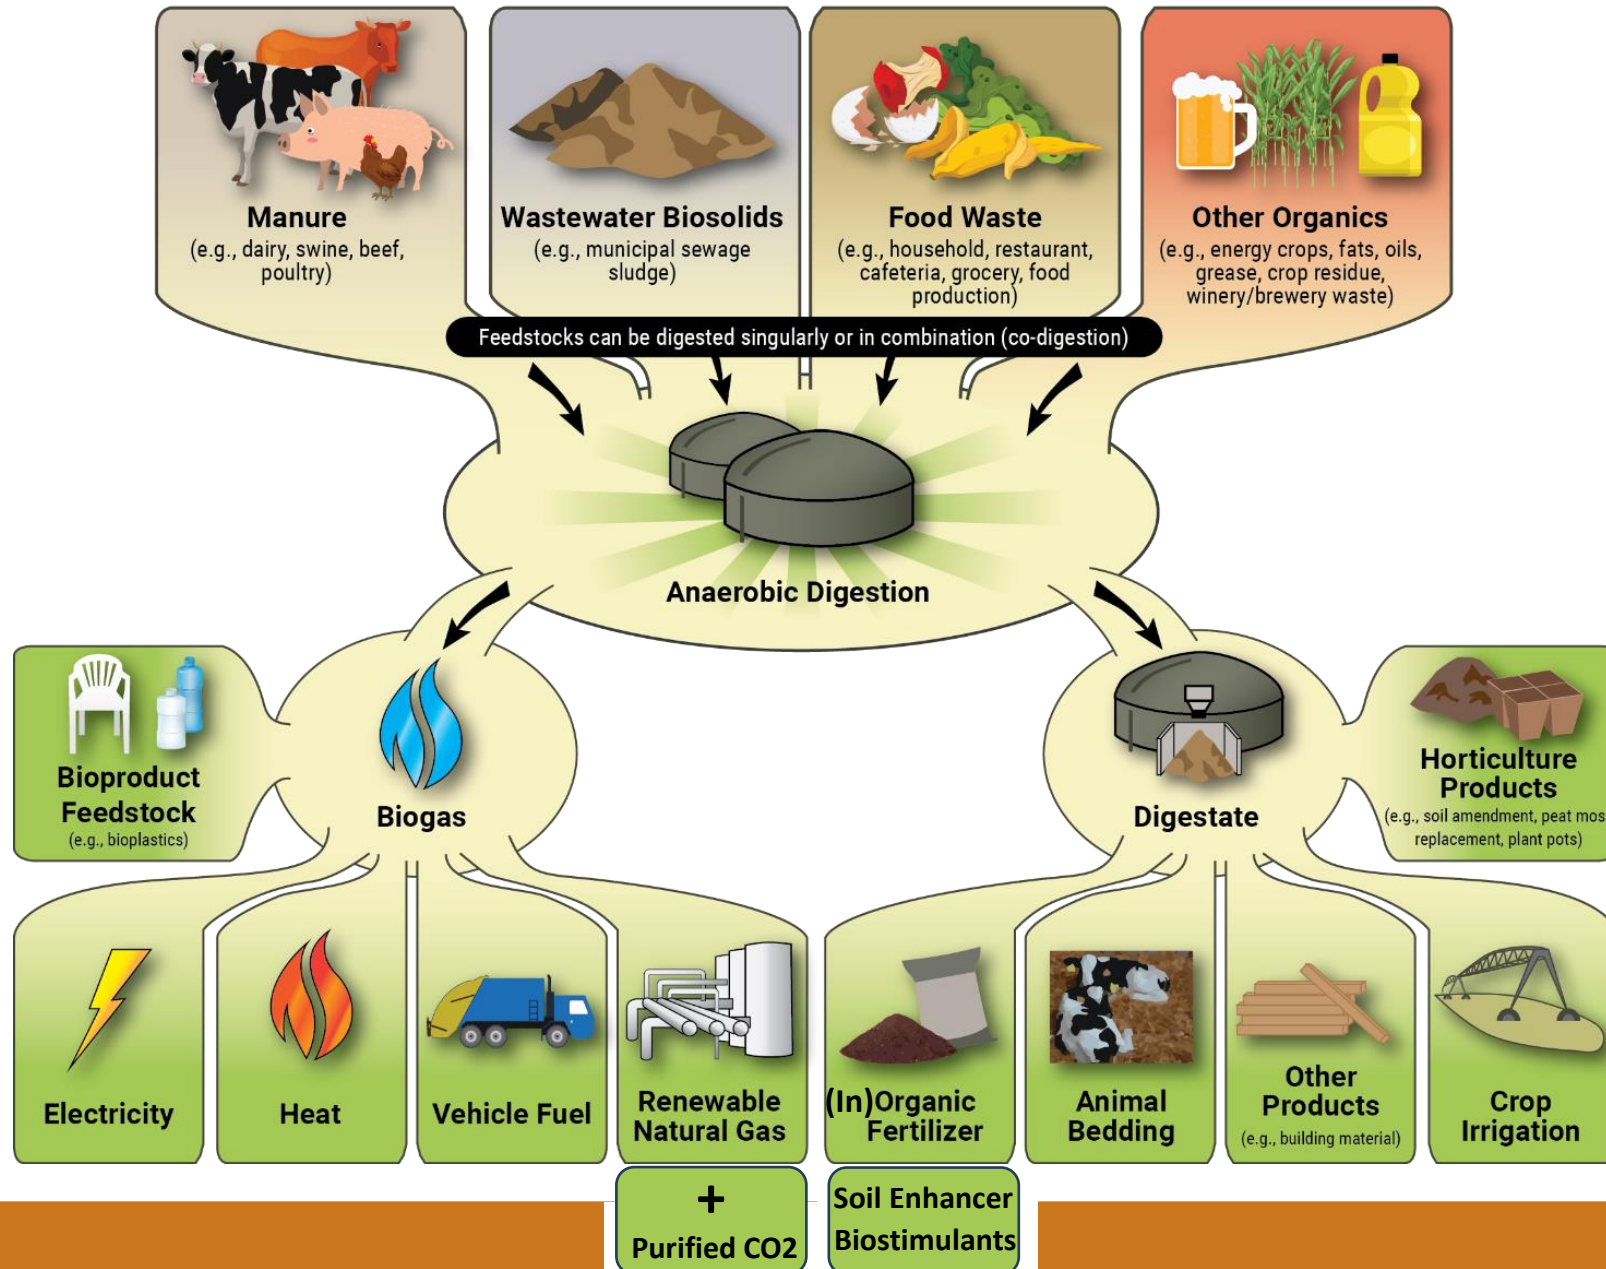 Manure
(e.g., dairy, swine, beef,
poultry)
Wastewater Biosolids
(e.g., municipal sewage
sludge)
Food Waste
(e.g., household, restaurant,
cafeteria, grocery, food
production)
Other Organics
(e.g., energy crops, fats, oils,
grease, crop residue,
winery/brewery waste)
Feedstocks can be digested singularly or in combination (co-digestion)
Anaerobic Digestion
Bioproduct
Feedstock
(e.g., bioplastics)
Biogas
Digestate
Horticulture
Products
(e.g., soil amendment, peat mos
replacement, plant pots)
Electricity
Heat
Vehicle Fuel
Renewable
Natural Gas
(In)Organic
Fertilizer
Animal
Bedding
Other
Products
(e.g., building material)
Crop
Irrigation
+
Purified CO2
Soil Enhancer
Biostimulants